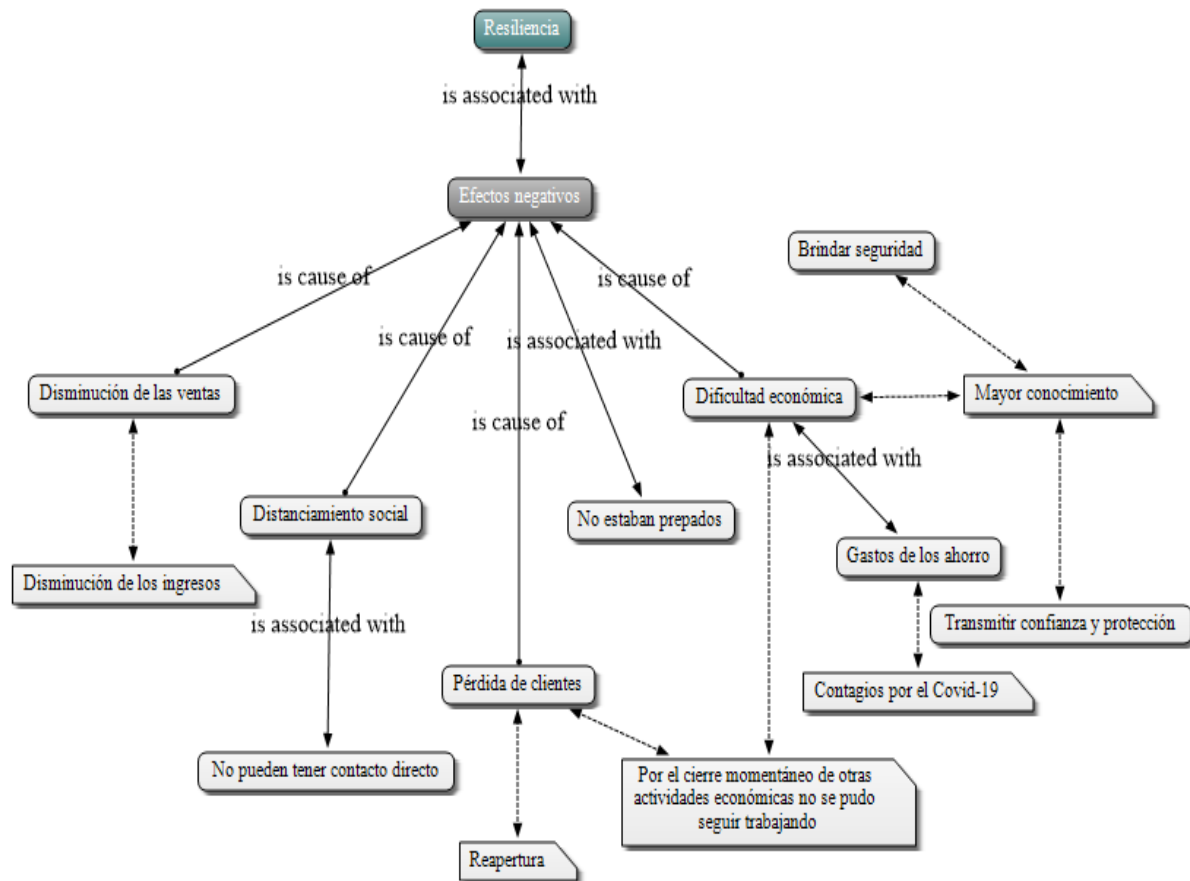 Resiliencia
is associated with
Efectos negativos
Brindar seguridad
is cause of
is cause of
is cause of
is associated with
Disminución de las ventas
Dificultad económica
Mayor conocimiento
is cause of
is associated with
Distanciamiento social
No estaban prepados
Gastos de los ahorro
Disminución de los ingresos
is associated with
Transmitir confianza y protección
Pérdida de clientes
Contagios por el Covid-19
No pueden tener contacto directo
Por el cierre momentáneo de otras
actividades económicas no se pudo
seguir trabajando
Reapertura